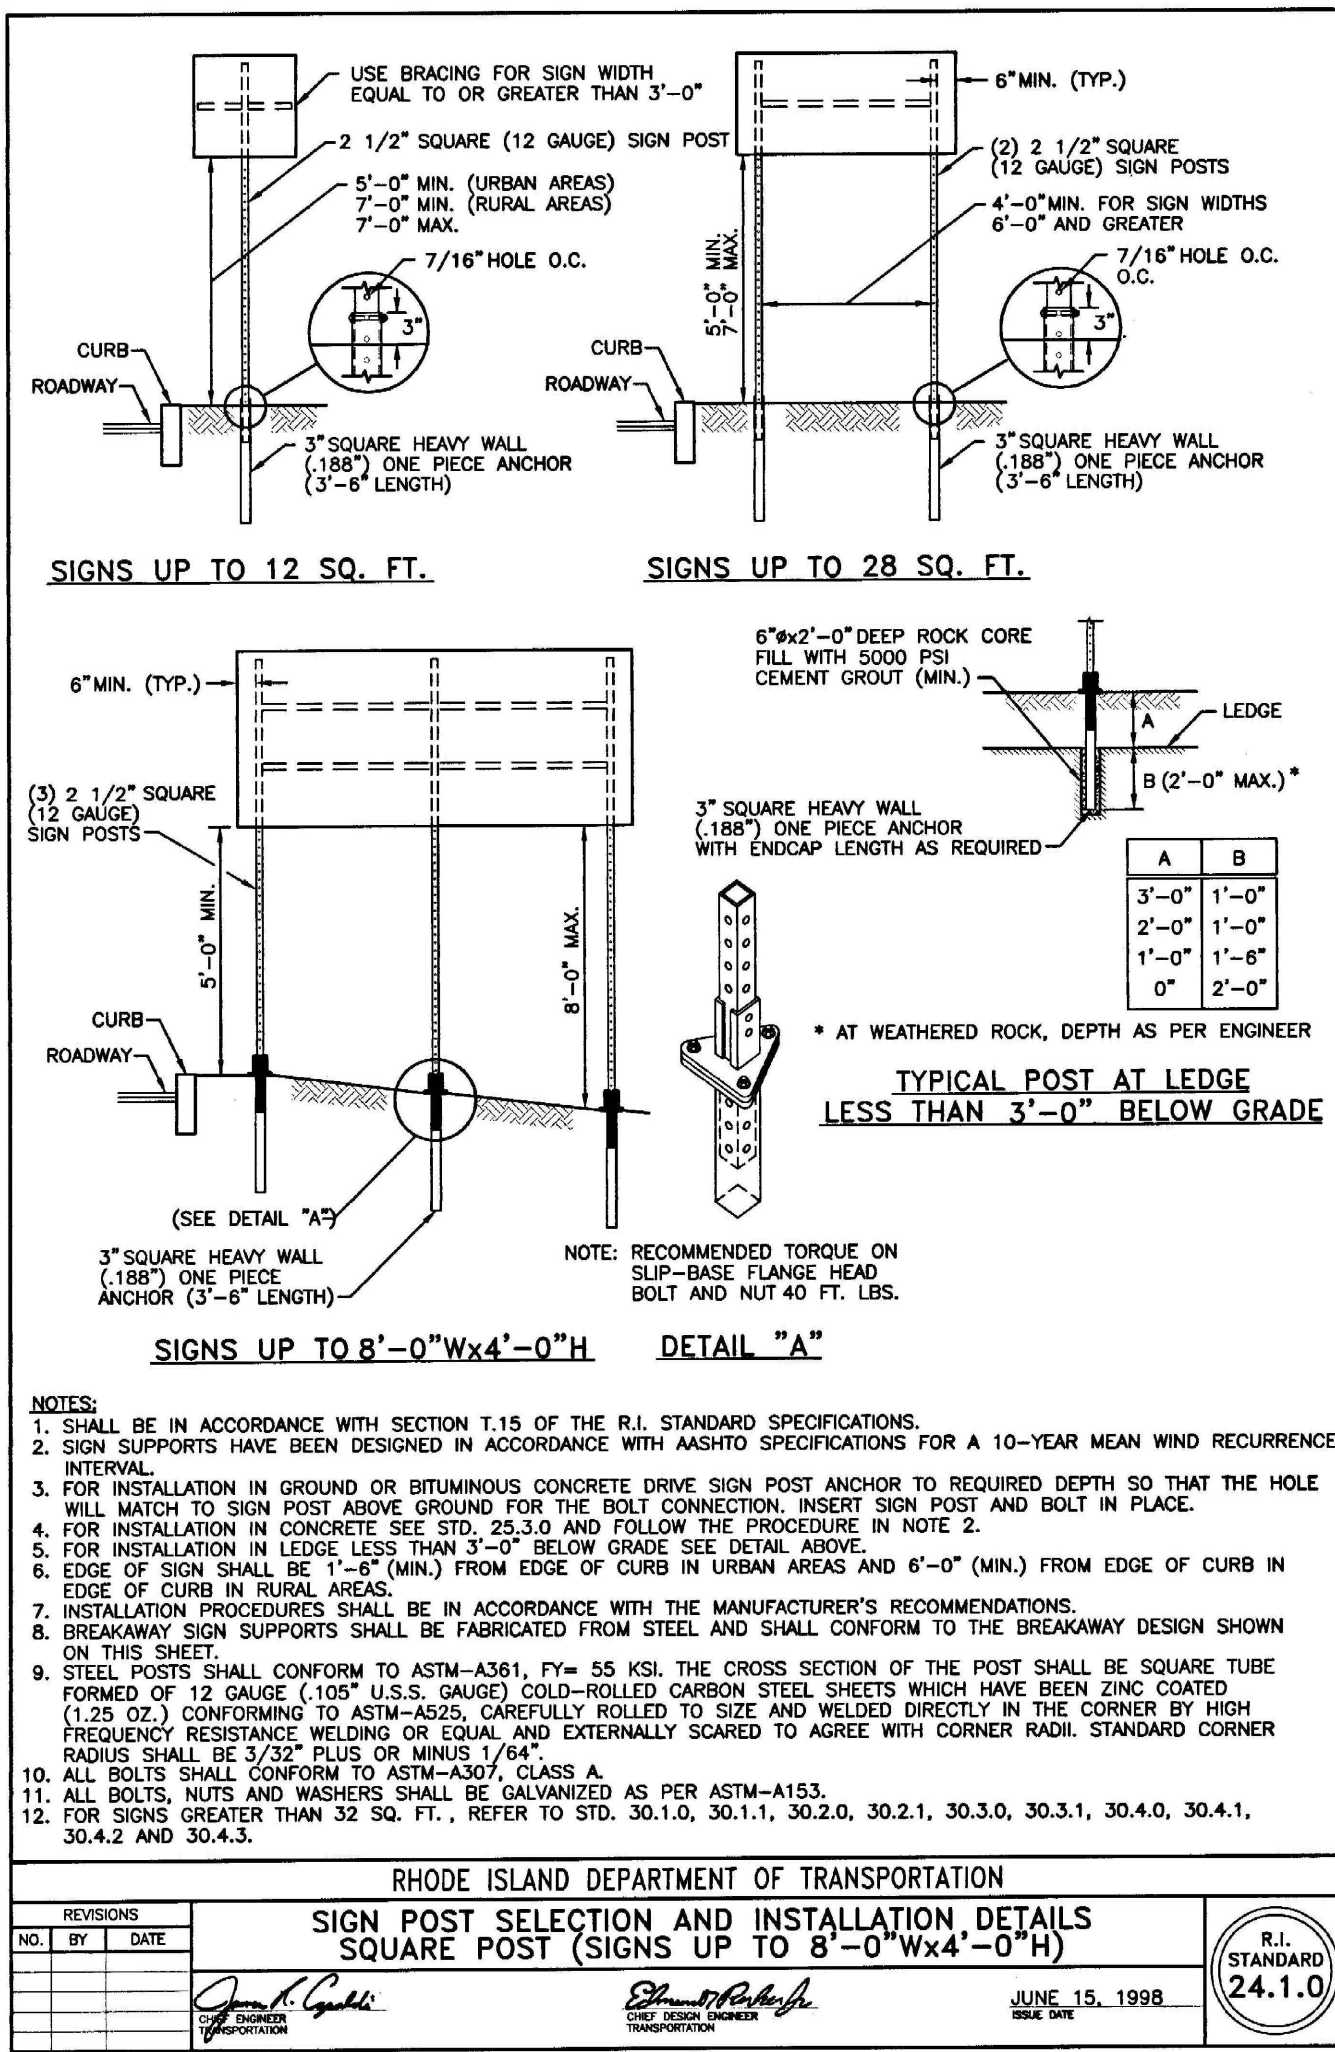 USE BRACING FOR SIGN WIDTH
EQUAL TO OR GREATER THAN 3'-0"
2 1/2" SQUARE (12 GAUGE) SIGN POST
5'-0" MIN. (URBAN AREAS)
7'-0" MIN. (RURAL AREAS)
7'-0" MAX.
7/16" HOLE O.C.
3"
CURB
ROADWAY
3" SQUARE HEAVY WALL
(.188") ONE PIECE ANCHOR
(3'-6" LENGTH)
SIGNS UP TO 12 SQ. FT.
6" MIN. (TYP.)
(2) 2 1/2" SQUARE
(12 GAUGE) SIGN POSTS
4'-0" MIN. FOR SIGN WIDTHS
6'-0" AND GREATER
5'-0" MIN.
7'-0" MAX.
7/16" HOLE O.C.
O.C.
3"
CURB
ROADWAY
3" SQUARE HEAVY WALL
(.188") ONE PIECE ANCHOR
(3'-6" LENGTH)
SIGNS UP TO 28 SQ. FT.
6" MIN. (TYP.)
(3) 2 1/2" SQUARE
(12 GAUGE)
SIGN POSTS
5'-0" MIN.
8'-0" MAX.
CURB
ROADWAY
(SEE DETAIL "A")
3" SQUARE HEAVY WALL
(.188") ONE PIECE
ANCHOR (3'-6" LENGTH)
SIGNS UP TO 8'-0"Wx4'-0"H
6"øx2'-0" DEEP ROCK CORE
FILL WITH 5000 PSI
CEMENT GROUT (MIN.)
A
LEDGE
B (2'-0" MAX.) *
3" SQUARE HEAVY WALL
(.188") ONE PIECE ANCHOR
WITH ENDCAP LENGTH AS REQUIRED
A B
3'-0" 1'-0"
2'-0" 1'-0"
1'-0" 1'-6"
0" 2'-0"
* AT WEATHERED ROCK, DEPTH AS PER ENGINEER
TYPICAL POST AT LEDGE
LESS THAN 3'-0" BELOW GRADE
NOTE: RECOMMENDED TORQUE ON
SLIP-BASE FLANGE HEAD
BOLT AND NUT 40 FT. LBS.
DETAIL "A"
NOTES:
1. SHALL BE IN ACCORDANCE WITH SECTION T.15 OF THE R.I. STANDARD SPECIFICATIONS.
2. SIGN SUPPORTS HAVE BEEN DESIGNED IN ACCORDANCE WITH AASHTO SPECIFICATIONS FOR A 10-YEAR MEAN WIND RECURRENCE
INTERVAL.
3. FOR INSTALLATION IN GROUND OR BITUMINOUS CONCRETE DRIVE SIGN POST ANCHOR TO REQUIRED DEPTH SO THAT THE HOLE
WILL MATCH TO SIGN POST ABOVE GROUND FOR THE BOLT CONNECTION. INSERT SIGN POST AND BOLT IN PLACE.
4. FOR INSTALLATION IN CONCRETE SEE STD. 25.3.0 AND FOLLOW THE PROCEDURE IN NOTE 2.
5. FOR INSTALLATION IN LEDGE LESS THAN 3'-0" BELOW GRADE SEE DETAIL ABOVE.
6. EDGE OF SIGN SHALL BE 1'-6" (MIN.) FROM EDGE OF CURB IN URBAN AREAS AND 6'-0" (MIN.) FROM EDGE OF CURB IN
EDGE OF CURB IN RURAL AREAS.
7. INSTALLATION PROCEDURES SHALL BE IN ACCORDANCE WITH THE MANUFACTURER'S RECOMMENDATIONS.
8. BREAKAWAY SIGN SUPPORTS SHALL BE FABRICATED FROM STEEL AND SHALL CONFORM TO THE BREAKAWAY DESIGN SHOWN
ON THIS SHEET.
9. STEEL POSTS SHALL CONFORM TO ASTM-A361, FY= 55 KSI. THE CROSS SECTION OF THE POST SHALL BE SQUARE TUBE
FORMED OF 12 GAUGE (.105" U.S.S. GAUGE) COLD-ROLLED CARBON STEEL SHEETS WHICH HAVE BEEN ZINC COATED
(1.25 OZ.) CONFORMING TO ASTM-A525, CAREFULLY ROLLED TO SIZE AND WELDED DIRECTLY IN THE CORNER BY HIGH
FREQUENCY RESISTANCE WELDING OR EQUAL AND EXTERNALLY SCARED TO AGREE WITH CORNER RADII. STANDARD CORNER
RADIUS SHALL BE 3/32" PLUS OR MINUS 1/64".
10. ALL BOLTS SHALL CONFORM TO ASTM-A307, CLASS A.
11. ALL BOLTS, NUTS AND WASHERS SHALL BE GALVANIZED AS PER ASTM-A153.
12. FOR SIGNS GREATER THAN 32 SQ. FT., REFER TO STD. 30.1.0, 30.1.1, 30.2.0, 30.2.1, 30.3.0, 30.3.1, 30.4.0, 30.4.1,
30.4.2 AND 30.4.3.
RHODE ISLAND DEPARTMENT OF TRANSPORTATION
REVISIONS
NO. BY DATE
SIGN POST SELECTION AND INSTALLATION DETAILS
SQUARE POST (SIGNS UP TO 8'-0"Wx4'-0"H)
CHIEF ENGINEER
TRANSPORTATION
CHIEF DESIGN ENGINEER
TRANSPORTATION
JUNE 15, 1998
ISSUE DATE
R.I.
STANDARD
24.1.0